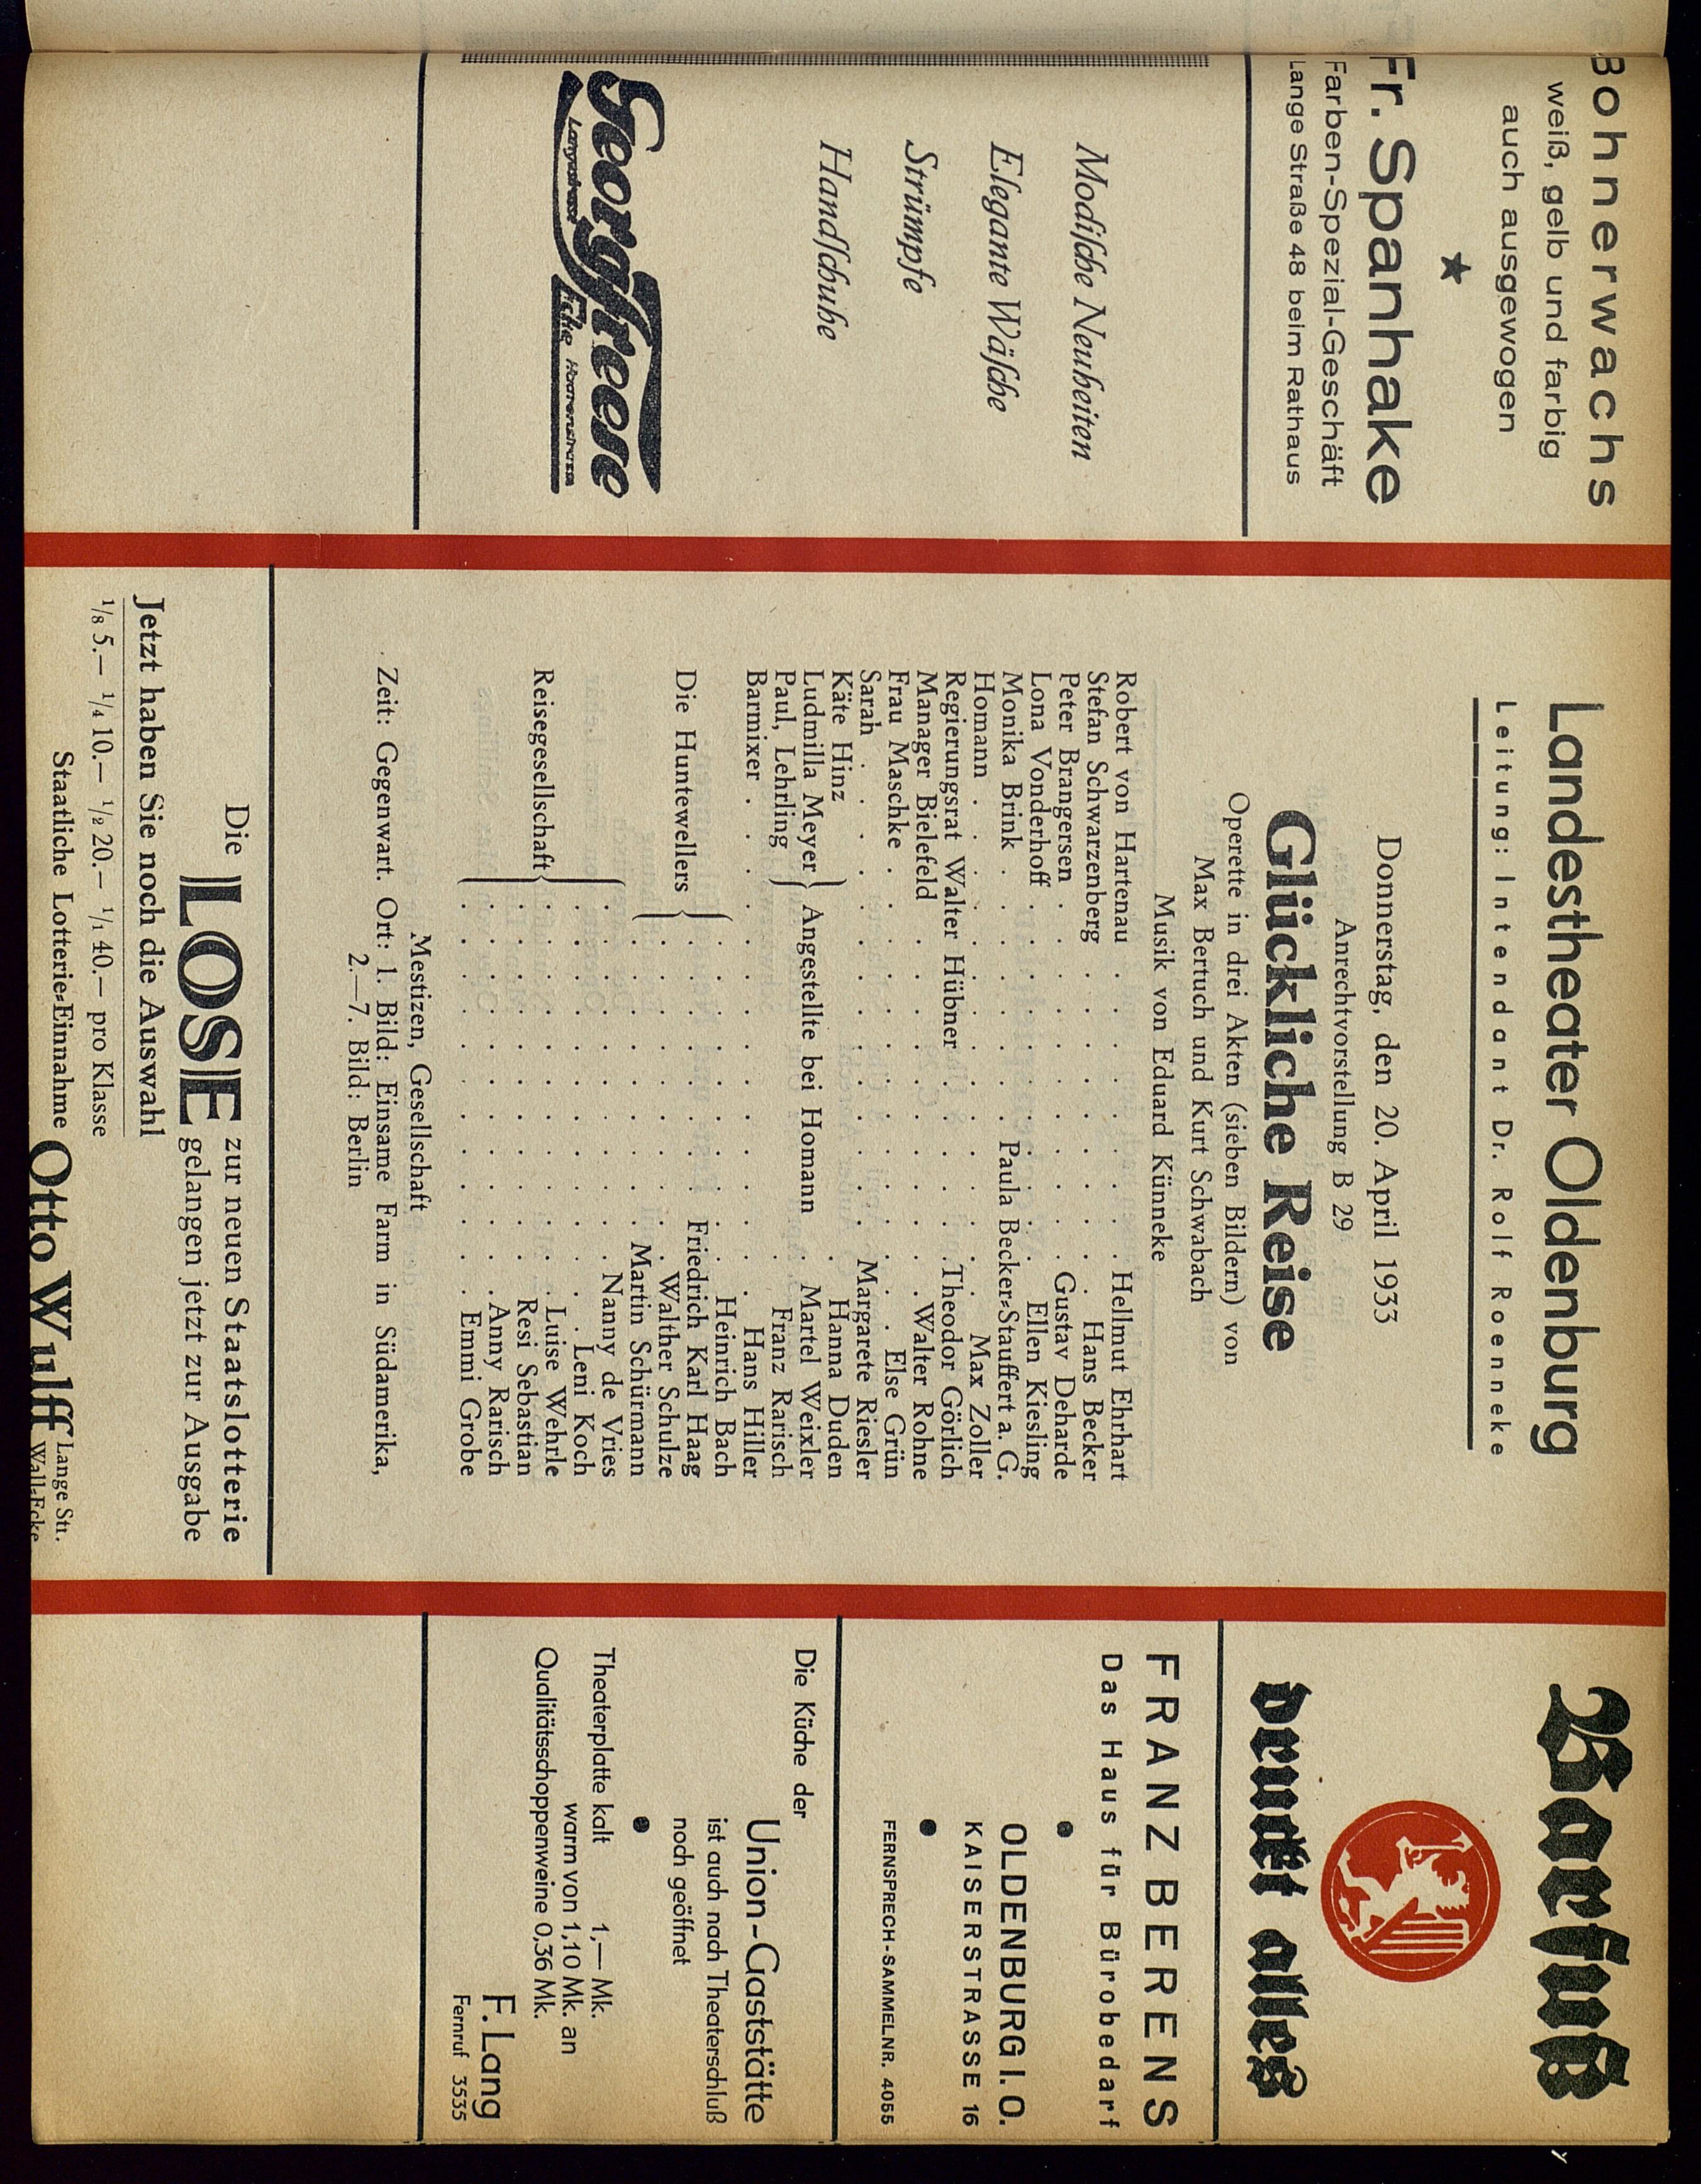 Bohnerwachs
weiß, gelb und farbig
auch ausgewogen
Fr. Spanhake
Farben-Spezial-Geschäft
Lange Straße 48 beim Rathaus
Modiſche Neuheiten
Elegante Wäſche
Strümpfe
Handſchuhe
Georg Freese
Langestrasse Ecke Haarenstrasse
Landestheater Oldenburg
Leitung: Intendant Dr. Rolf Roenneke
Donnerstag, den 20. April 1933
Anrechtvorstellung B 29
Glückliche Reise
Operette in drei Akten (sieben Bildern) von
Max Bertuch und Kurt Schwabach
Musik von Eduard Künneke
Robert von Hartenau . . . . . . Hellmut Ehrhart
Stefan Schwarzenberg . . . . . . Hans Becker
Peter Brangersen . . . . . . . Gustav Deharde
Lona Vonderhoff . . . . . . . Ellen Kiesling
Monika Brink . . . . . . Paula Becker-Stauffert a. G.
Homann . . . . . . . . . Max Zoller
Regierungsrat Walter Hübner . . . . Theodor Görlich
Manager Bielefeld . . . . . . . Walter Rohne
Frau Maschke . . . . . . . . Else Grün
Sarah . . . . . . . . . Margarete Riesler
Käte Hinz . Hanna Duden
Ludmilla Meyer } Angestellte bei Homann . Martel Weixler
Paul, Lehrling . Franz Rarisch
Barmixer . . . . . . . . . Hans Hiller
. . . . . . . Heinrich Bach
Die Huntewellers { . . . . . . Friedrich Karl Haag
. . . . . . . Walther Schulze
. . . . . . . Martin Schürmann
. . . . . . . Nanny de Vries
. . . . . . . . Leni Koch
Reisegesellschaft { . . . . . . . Luise Wehrle
. . . . . . . Resi Sebastian
. . . . . . . Anny Rarisch
. . . . . . . Emmi Grobe
Mestizen, Gesellschaft
Zeit: Gegenwart. Ort: 1. Bild: Einsame Farm in Südamerika,
2.—7. Bild: Berlin
Die LOSE zur neuen Staatslotterie
gelangen jetzt zur Ausgabe
Jetzt haben Sie noch die Auswahl
1/8 5.— 1/4 10.— 1/2 20.— 1/1 40.— pro Klasse
Staatliche Lotterie-Einnahme Otto Wulff Lange Str.
Wall-Ecke
Barfuß
druckt alles
FRANZ BERENS
Das Haus für Bürobedarf
OLDENBURG I. O.
KAISERSTRASSE 16
FERNSPRECH-SAMMELNR. 4055
Die Küche der
Union-Gaststätte
ist auch nach Theaterschluß
noch geöffnet
Theaterplatte kalt 1,— Mk.
warm von 1,10 Mk. an
Qualitätsschoppenweine 0,36 Mk.
F. Lang
Fernruf 3535